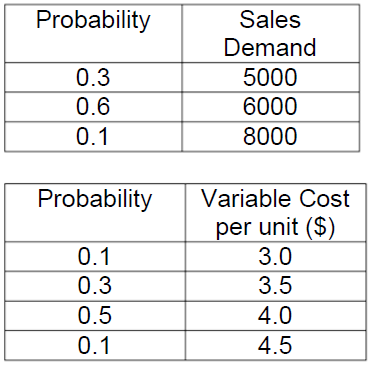 Probability Sales
Demand
0.3 5000
0.6 6000
0.1 8000
Probability Variable Cost
per unit ($)
0.1 3.0
0.3 3.5
0.5 4.0
0.1 4.5